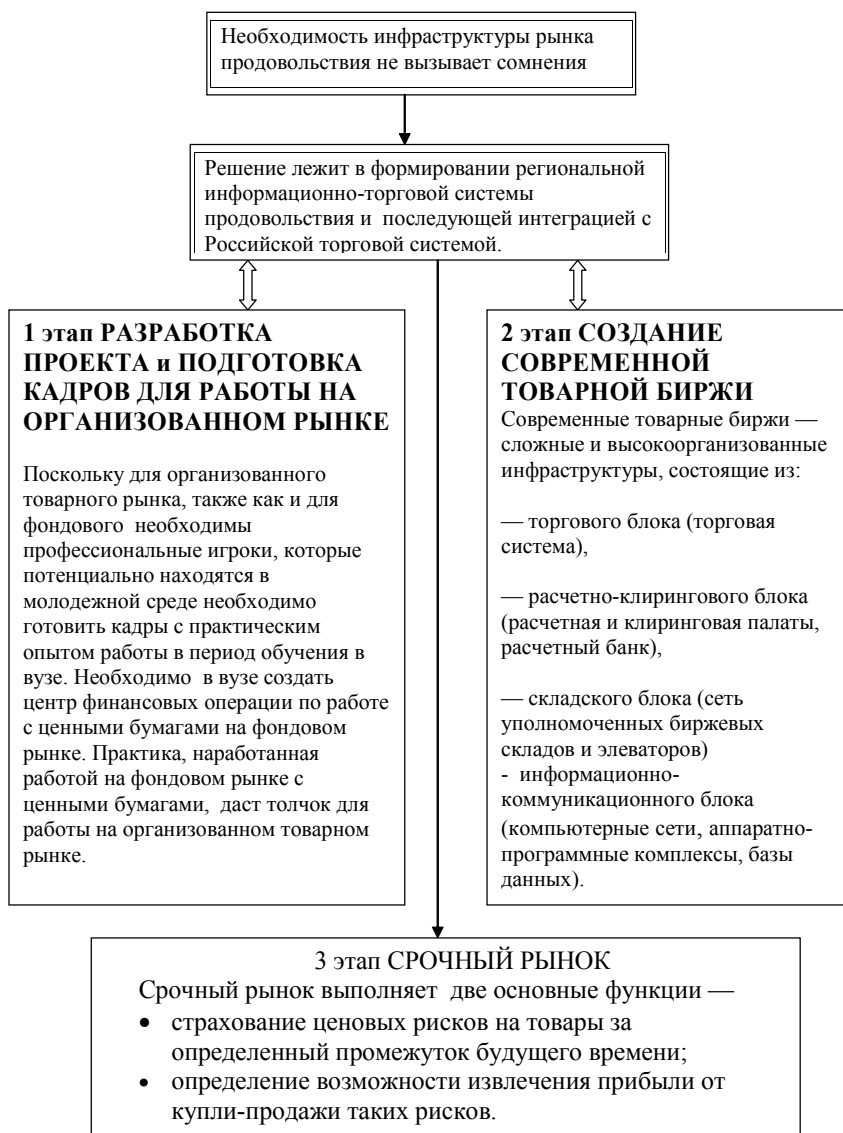 Необходимость инфраструктуры рынка
продовольствия не вызывает сомнения
Решение лежит в формировании региональной
информационно-торговой системы
продовольствия и последующей интеграцией с
Российской торговой системой.
1 этап РАЗРАБОТКА
ПРОЕКТА и ПОДГОТОВКА
КАДРОВ ДЛЯ РАБОТЫ НА
ОРГАНИЗОВАННОМ РЫНКЕ
Поскольку для организованного
товарного рынка, также как и для
фондового необходимы
профессиональные игроки, которые
потенциально находятся в
молодежной среде необходимо
готовить кадры с практическим
опытом работы в период обучения в
вузе. Необходимо в вузе создать
центр финансовых операции по работе
с ценными бумагами на фондовом
рынке. Практика, наработанная
работой на фондовом рынке с
ценными бумагами, даст толчок для
работы на организованном товарном
рынке.
2 этап СОЗДАНИЕ
СОВРЕМЕННОЙ
ТОВАРНОЙ БИРЖИ
Современные товарные биржи —
сложные и высокоорганизованные
инфраструктуры, состоящие из:
— торгового блока (торговая
система),
— расчетно-клирингового блока
(расчетная и клиринговая палаты,
расчетный банк),
— складского блока (сеть
уполномоченных биржевых
складов и элеваторов)
- информационно-
коммуникационного блока
(компьютерные сети, аппаратно-
программные комплексы, базы
данных).
3 этап СРОЧНЫЙ РЫНОК
Срочный рынок выполняет две основные функции —
• страхование ценовых рисков на товары за
определенный промежуток будущего времени;
• определение возможности извлечения прибыли от
купли-продажи таких рисков.